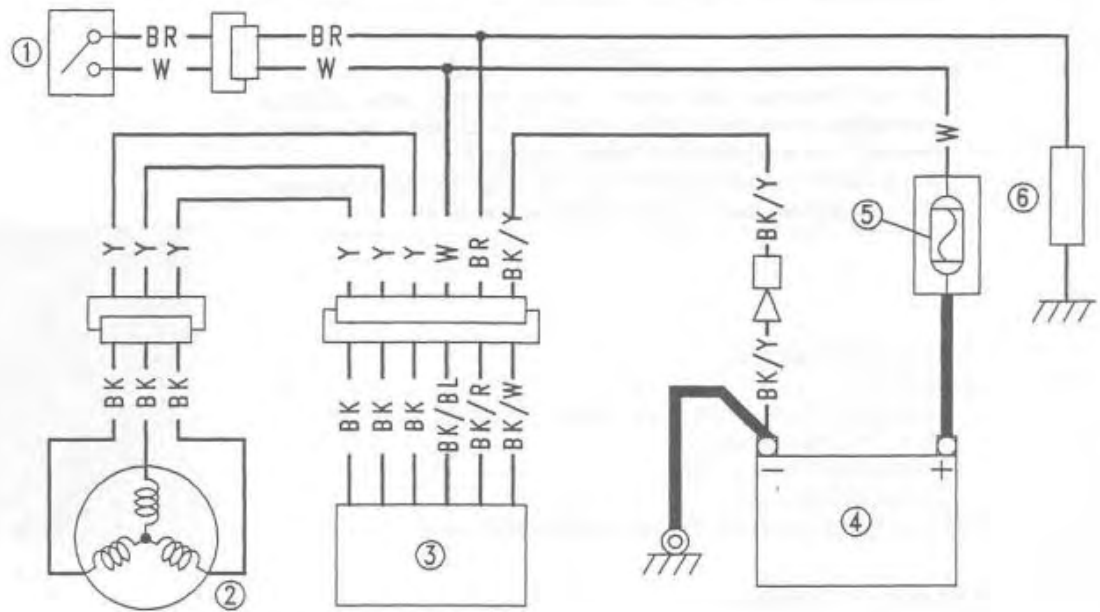 ① BR BR
W W
W
Y Y Y Y Y Y W BR BK/Y BK/Y
⑤ ⑥
BK BK BK BK BK BK BK/BL BK/R BK/W BK/Y
− +
② ③ ④